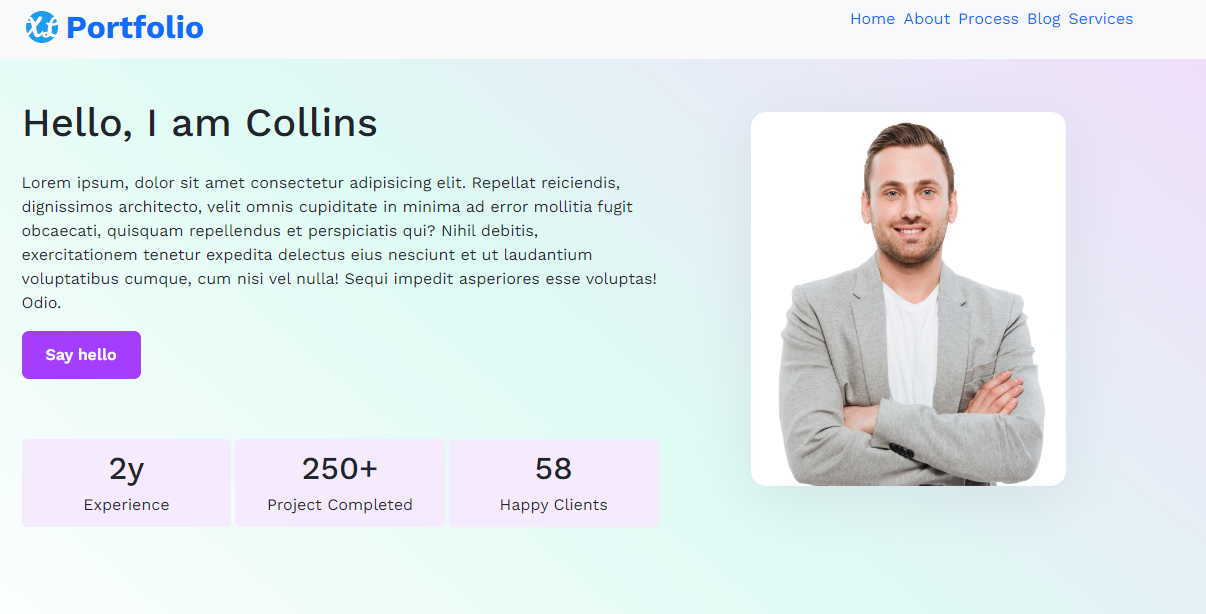 Portfolio
Home About Process Blog Services
Hello, I am Collins
Lorem ipsum, dolor sit amet consectetur adipisicing elit. Repellat reiciendis,
dignissimos architecto, velit omnis cupiditate in minima ad error mollitia fugit
obcaecati, quisquam repellendus et perspiciatis qui? Nihil debitis,
exercitationem tenetur expedita delectus eius nesciunt et ut laudantium
voluptatibus cumque, cum nisi vel nulla! Sequi impedit asperiores esse voluptas!
Odio.
Say hello
2y
Experience
250+
Project Completed
58
Happy Clients